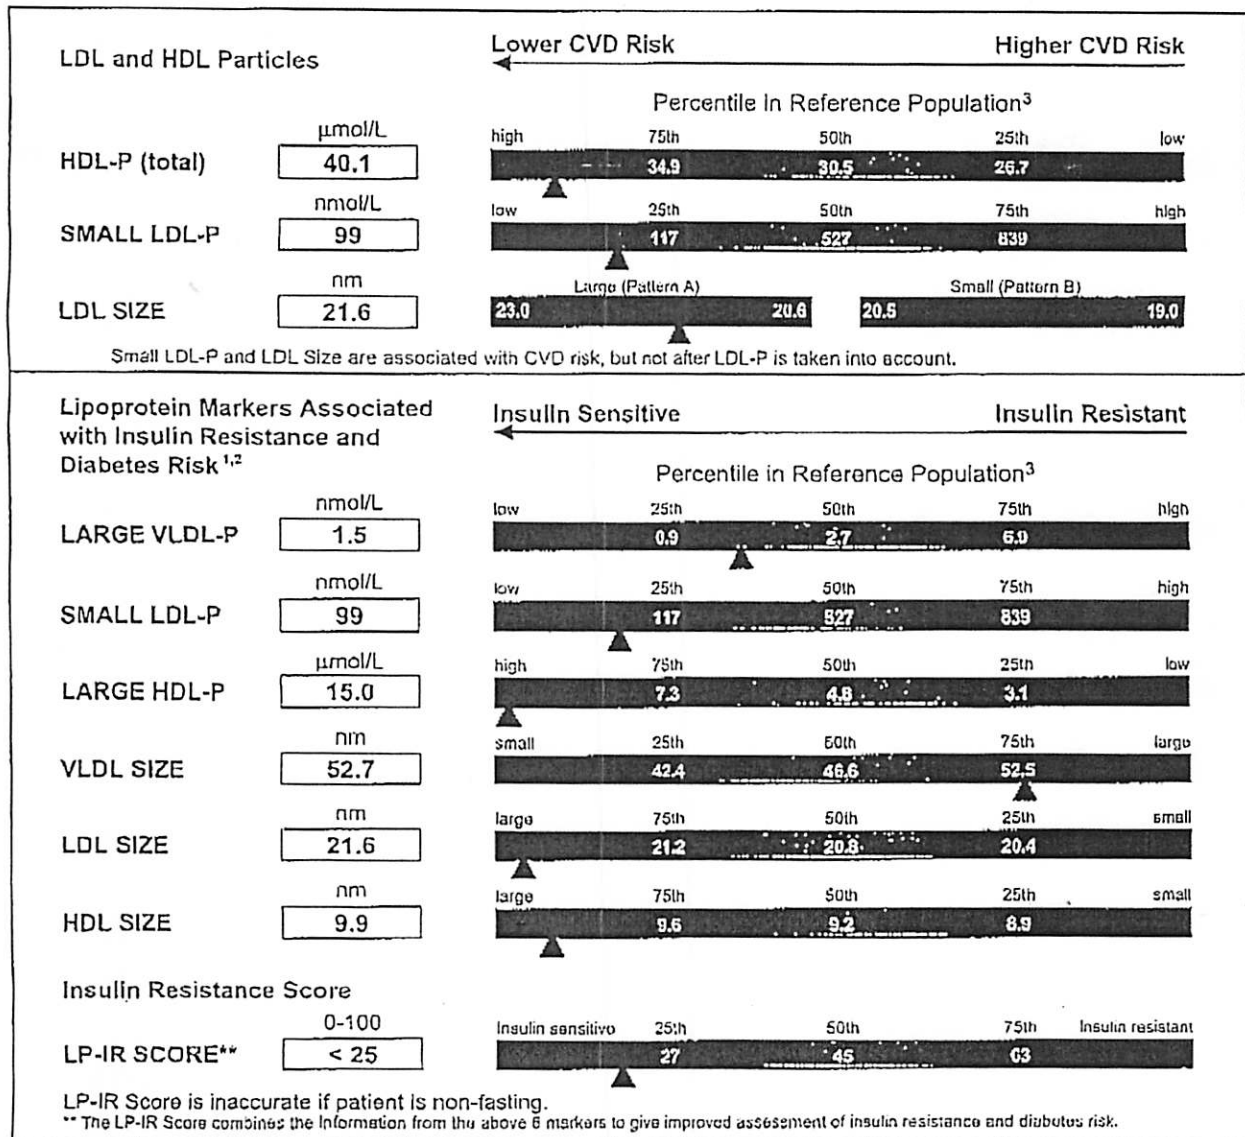 LDL and HDL Particles
Lower CVD Risk Higher CVD Risk
Percentile in Reference Population³
µmol/L high 75th 50th 25th low
HDL-P (total) 40.1 34.9 30.5 26.7
nmol/L low 25th 50th 75th high
SMALL LDL-P 99 117 527 839
nm Large (Pattern A) Small (Pattern B)
LDL SIZE 21.6 23.0 20.6 20.5 19.0
Small LDL-P and LDL Size are associated with CVD risk, but not after LDL-P is taken into account.
Lipoprotein Markers Associated
with Insulin Resistance and
Diabetes Risk ¹,²
Insulin Sensitive Insulin Resistant
Percentile in Reference Population³
nmol/L low 25th 50th 75th high
LARGE VLDL-P 1.5 0.9 2.7 6.9
nmol/L low 25th 50th 75th high
SMALL LDL-P 99 117 527 839
µmol/L high 75th 50th 25th low
LARGE HDL-P 15.0 7.3 4.8 3.1
nm small 25th 50th 75th large
VLDL SIZE 52.7 42.4 46.6 52.5
nm large 75th 50th 25th small
LDL SIZE 21.6 21.2 20.8 20.4
nm large 75th 50th 25th small
HDL SIZE 9.9 9.6 9.2 8.9
Insulin Resistance Score
0-100 Insulin sensitive 25th 50th 75th Insulin resistant
LP-IR SCORE** < 25 27 45 63
LP-IR Score is inaccurate if patient is non-fasting.
** The LP-IR Score combines the Information from the above 6 markers to give improved assessment of insulin resistance and diabetes risk.